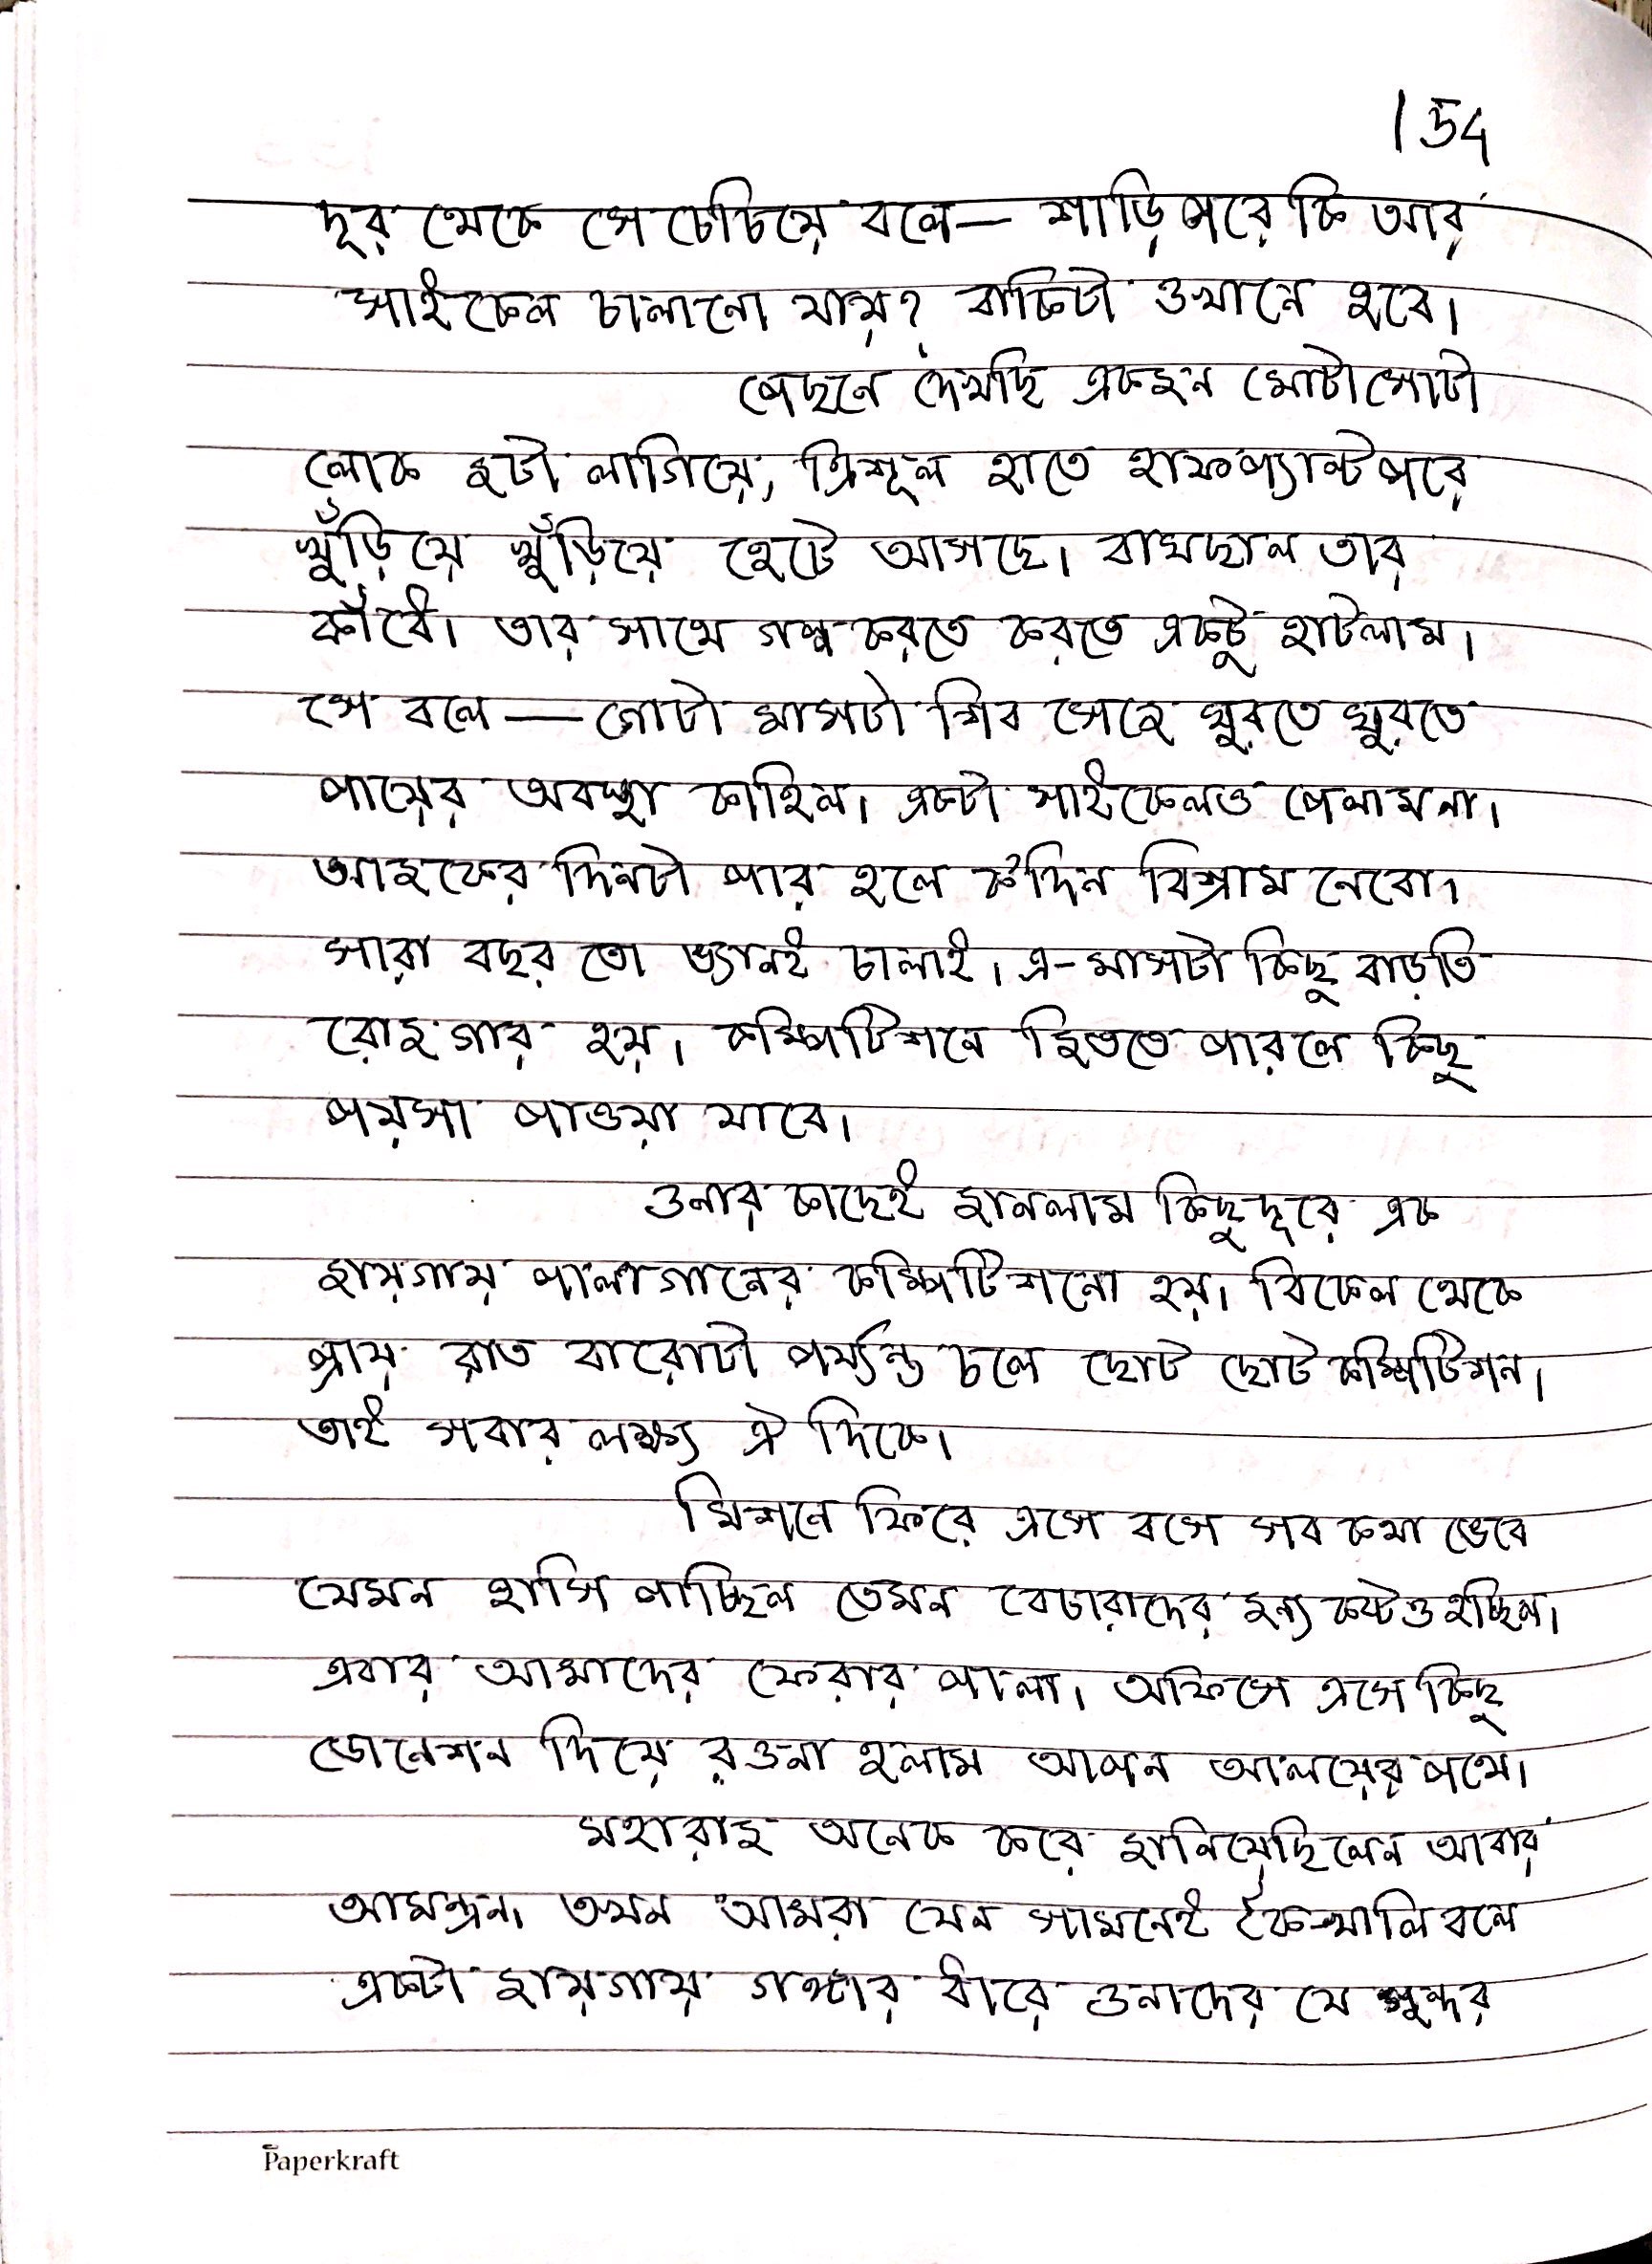 154
দূর থেকে সে চেঁচিয়ে বলে— শাড়ি পরে কি আর
সাইকেল চালানো যায়? বাকিটা ওখানে হবে।
পেছনে দেখছি একজন মোটাসোটা
লোক জটা লাগিয়ে, ত্রিশূল হাতে হাফপ্যান্ট পরে
খুঁড়িয়ে খুঁড়িয়ে হেটে আসছে। বাঘছাল তার
কাঁধে। তার সাথে গল্প করতে করতে একটু হাটলাম।
সে বলে — গোটা মাসটা শিব সেজে ঘুরতে ঘুরতে
পায়ের অবস্থা কাহিল। একটা সাইকেলও পেলাম না।
আজকের দিনটা পার হলে ক'দিন বিশ্রাম নেবো।
সারা বছর তো ভ্যানই চালাই। এ-মাসটা কিছু বাড়তি
রোজগার হয়। কম্পিটিশনে জিততে পারলে কিছু
পয়সা পাওয়া যাবে।
ওনার কাছেই জানলাম কিছুদূরে এক
জায়গায় পালাগানের কম্পিটিশনো হয়। বিকেল থেকে
প্রায় রাত বারোটা পর্য্যন্ত চলে ছোট ছোট কম্পিটিশন।
তাই সবার লক্ষ্য ঐ দিকে।
মিশনে ফিরে এসে বসে সব কথা ভেবে
যেমন হাসি পাচ্ছিল তেমন বেচারাদের জন্য কষ্টও হচ্ছিল।
এবার আমাদের ফেরার পালা। অফিসে এসে কিছু
ডোনেশন দিয়ে রওনা হলাম আপন আলয়ের পথে।
মহারাজ অনেক করে জানিয়েছিলেন আবার
আমন্ত্রন। তখন আমরা যেন সামনেই কৈ-খালি বলে
একটা জায়গায় গঙ্গার ধারে ওনাদের যে সুন্দর
Paperkraft